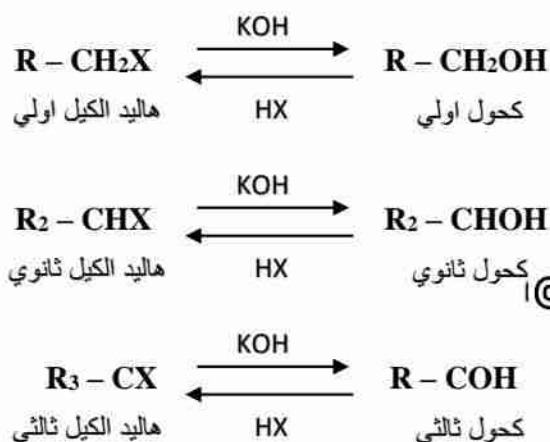 KOH
R – CH₂X R – CH₂OH
هاليد الكيل اولي HX كحول اولي
KOH
R₂ – CHX R₂ – CHOH
هاليد الكيل ثانوي HX كحول ثانوي
KOH
R₃ – CX R – COH
هاليد الكيل ثالثي HX كحول ثالثي